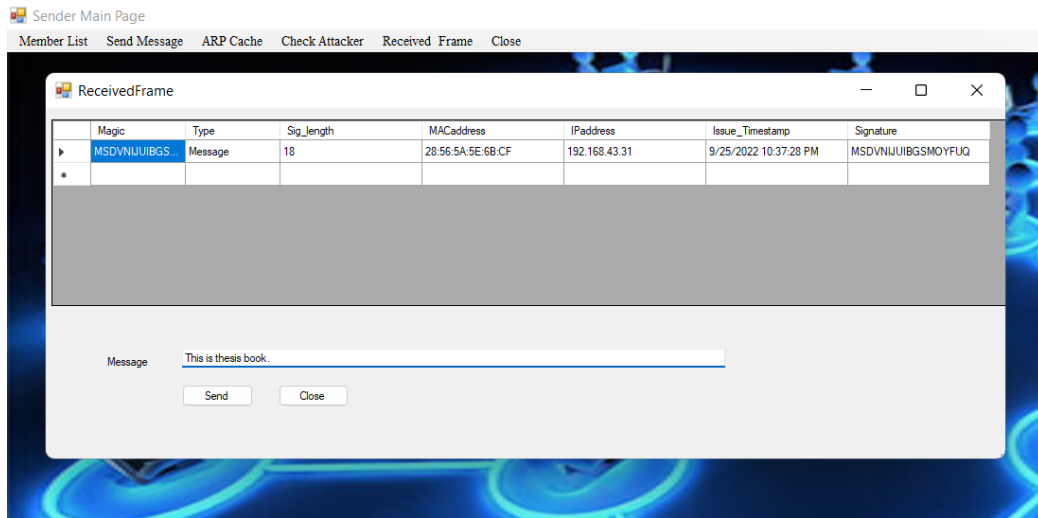 Sender Main Page
Member List Send Message ARP Cache Check Attacker Received Frame Close
ReceivedFrame
Magic Type Sig_length MACaddress IPaddress Issue_Timestamp Signature
MSDVNIJUIBGS... Message 18 28:56:5A:5E:6B:CF 192.168.43.31 9/25/2022 10:37:28 PM MSDVNIJUIBGSMOYFUQ
Message This is thesis book.
Send Close